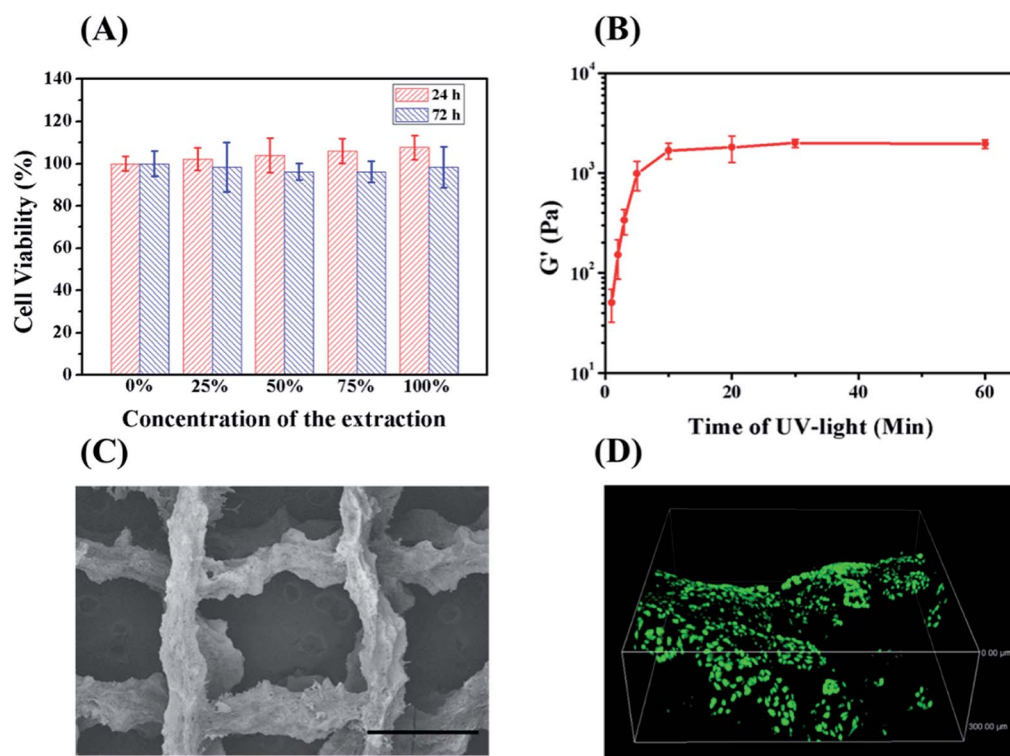 (A)
140
120
100
80
60
40
20
0
Cell Viability (%)
24 h
72 h
0% 25% 50% 75% 100%
Concentration of the extraction
(B)
10^4
10^3
10^2
10^1
G' (Pa)
0 20 40 60
Time of UV-light (Min)
(C)
(D)
0.00 μm
300.00 μm